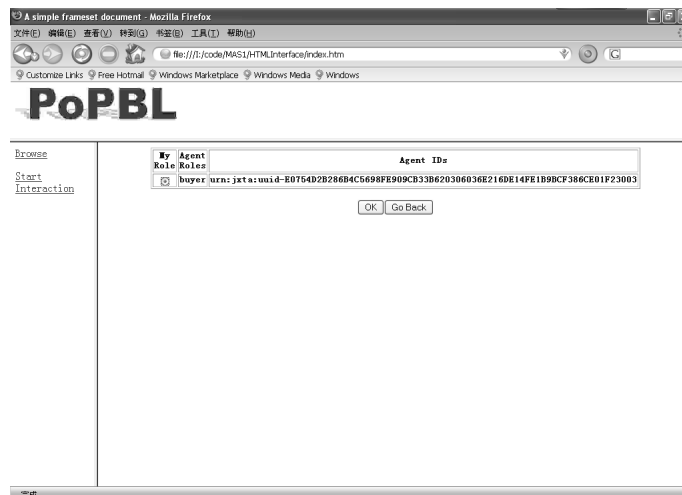 A simple frameset document - Mozilla Firefox
文件(F) 编辑(E) 查看(V) 转到(G) 书签(B) 工具(T) 帮助(H)
file:///I:/code/MAS1/HTMLInterface/index.htm
Customize Links Free Hotmail Windows Marketplace Windows Media Windows
PoPBL
Browse
Start
Interaction
My Role Agent Roles Agent IDs
buyer urn:jxta:uuid-E0754D2B286B4C5698FE909CB33B620306036E216DE14FE1B9BCF386CE01F23003
OK Go Back
完成